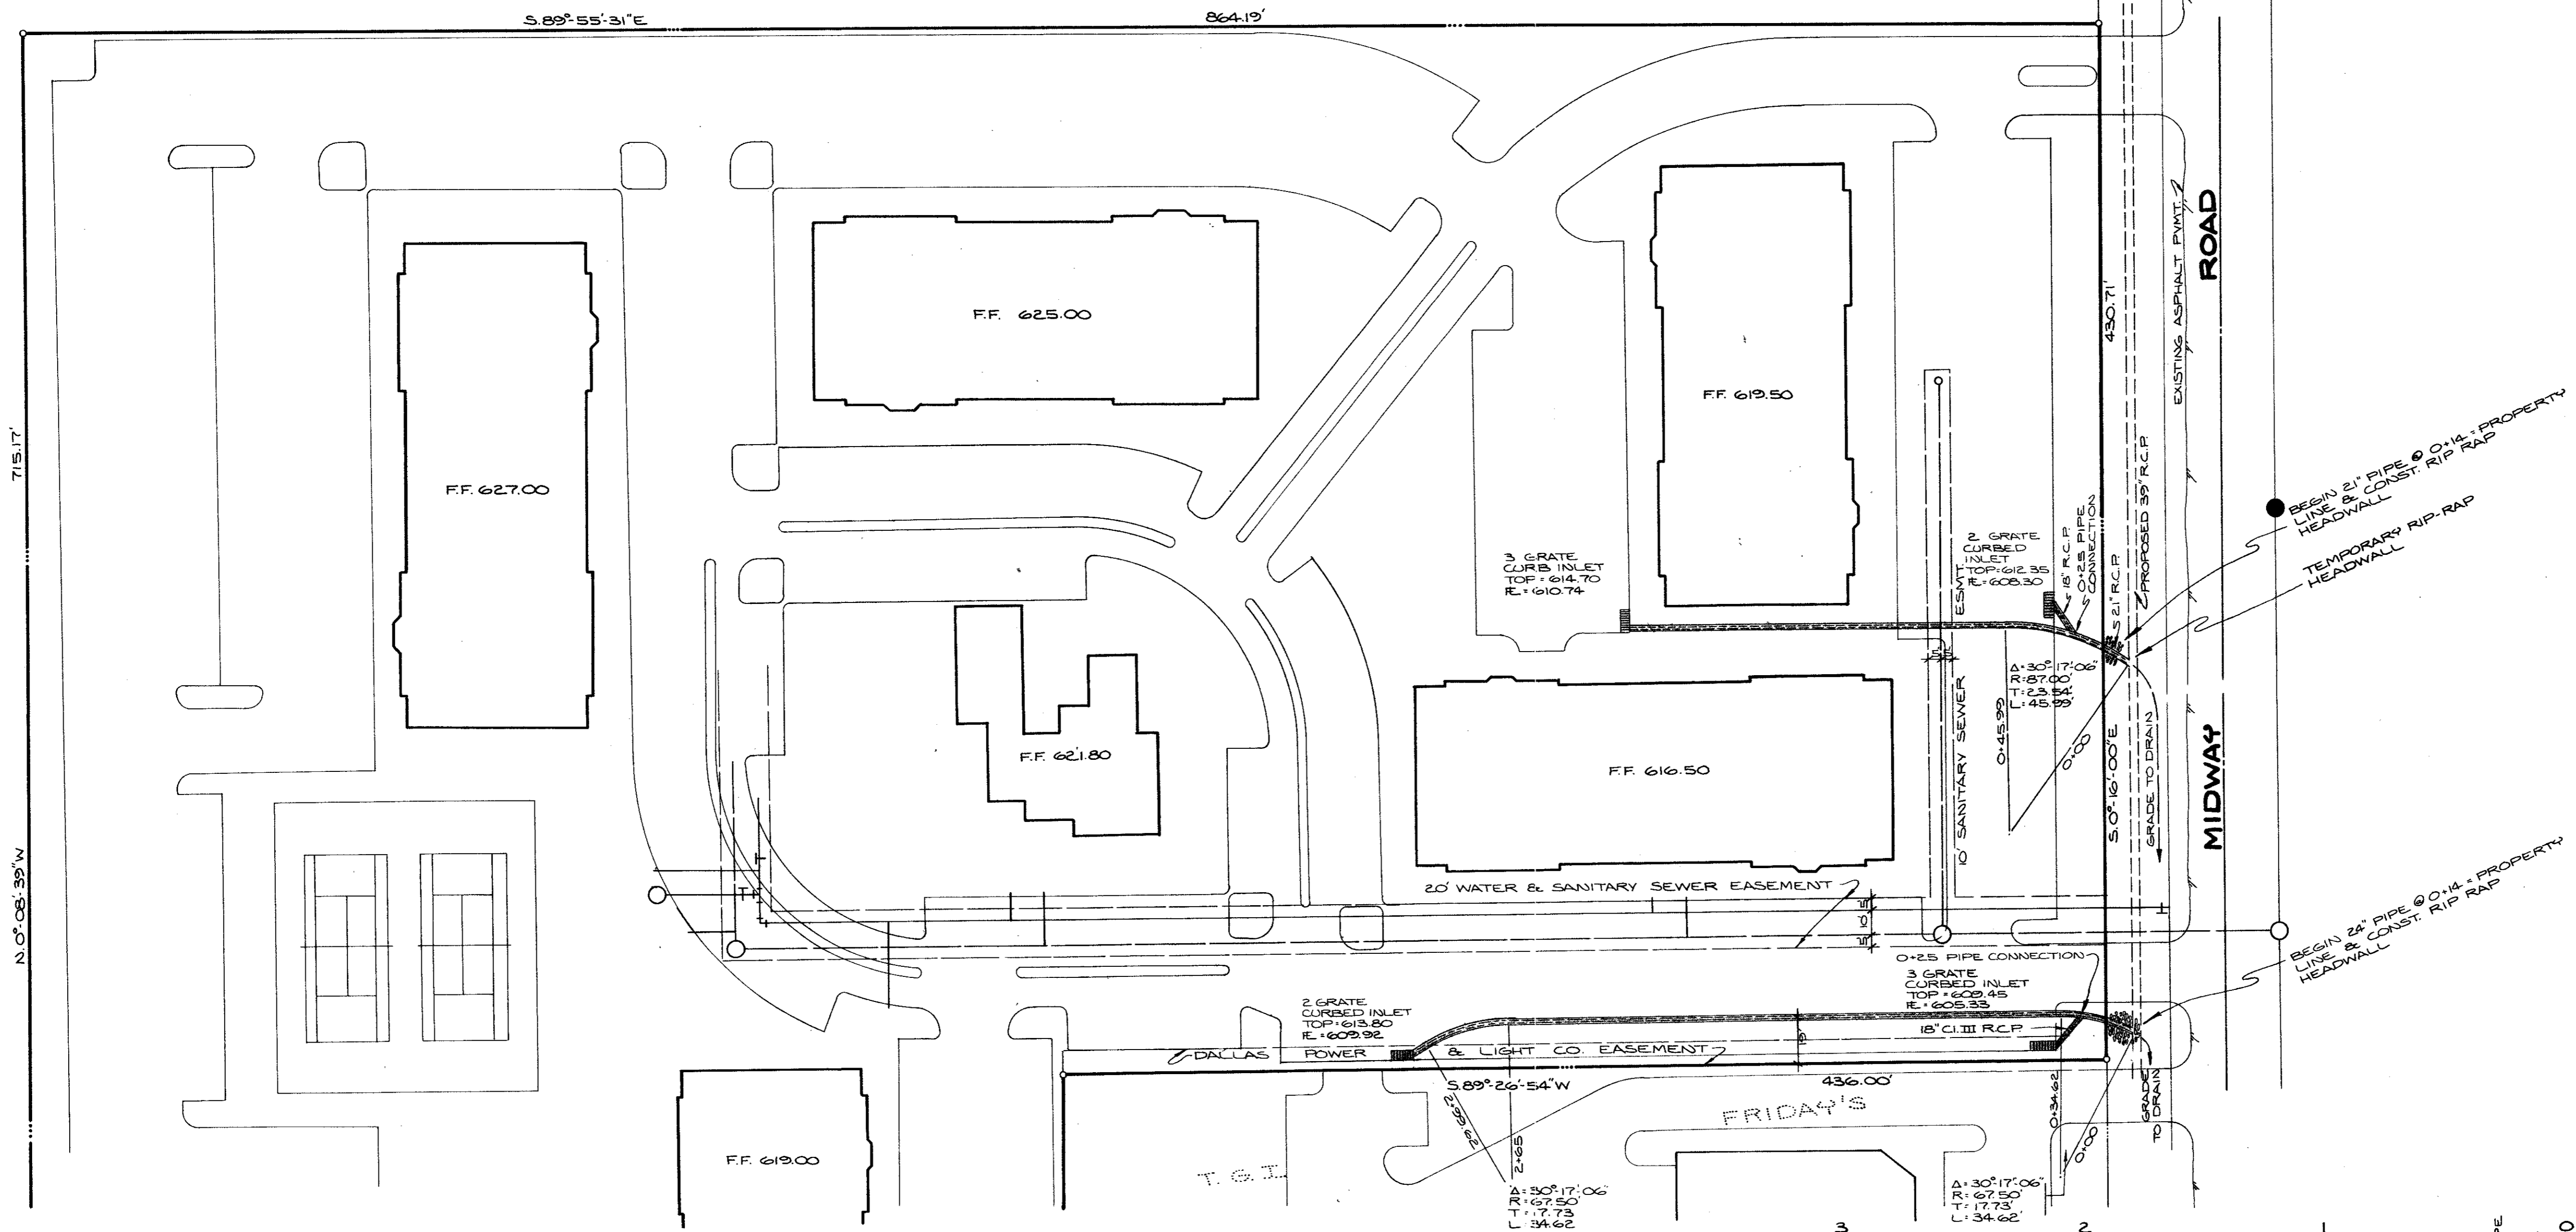 S.89°-55'-31"E
864.19'
715.17'
2.0°-08'-39"W
F.F. 627.00
F.F. 625.00
F.F. 619.50
F.F. 621.80
F.F. 616.50
F.F. 619.00
430.71'
EXISTING ASPHALT PVMT.
ROAD
MIDWAY
BEGIN 21" PIPE @ 0+14 = PROPERTY
LINE & CONST. RIP RAP
HEADWALL
TEMPORARY RIP-RAP
HEADWALL
PROPOSED 39" R.C.P.
21" R.C.P.
18" R.C.P.
0+25 PIPE
CONNECTION
2 GRATE
CURBED
INLET
TOP=612.35
FL=608.30
3 GRATE
CURB INLET
TOP=614.70
FL=610.74
10' SANITARY SEWER ESMT
5'
5'
Δ=30°-17'-06"
R=87.00'
T=23.54'
L=45.99'
0+45.99
0+00
S.0°-16'-00"E
GRADE TO DRAIN
20' WATER & SANITARY SEWER EASEMENT
5'
10'
5'
BEGIN 24" PIPE @ 0+14 = PROPERTY
LINE & CONST. RIP RAP
HEADWALL
0+25 PIPE CONNECTION
3 GRATE
CURBED INLET
TOP=609.45
FL=605.33
18" CL.III R.C.P.
2 GRATE
CURBED INLET
TOP=613.80
FL=609.92
DALLAS POWER & LIGHT CO. EASEMENT
15'
S.89°-26'-54"W
436.00'
2+99.62
2+65
0+34.62
0+00
GRADE
TO DRAIN
T.G.I. FRIDAY'S
Δ=30°-17'-06"
R=67.50'
T=17.73
L=34.62
Δ=30°-17'-06"
R=67.50'
T=17.73'
L=34.62'
3
2
1